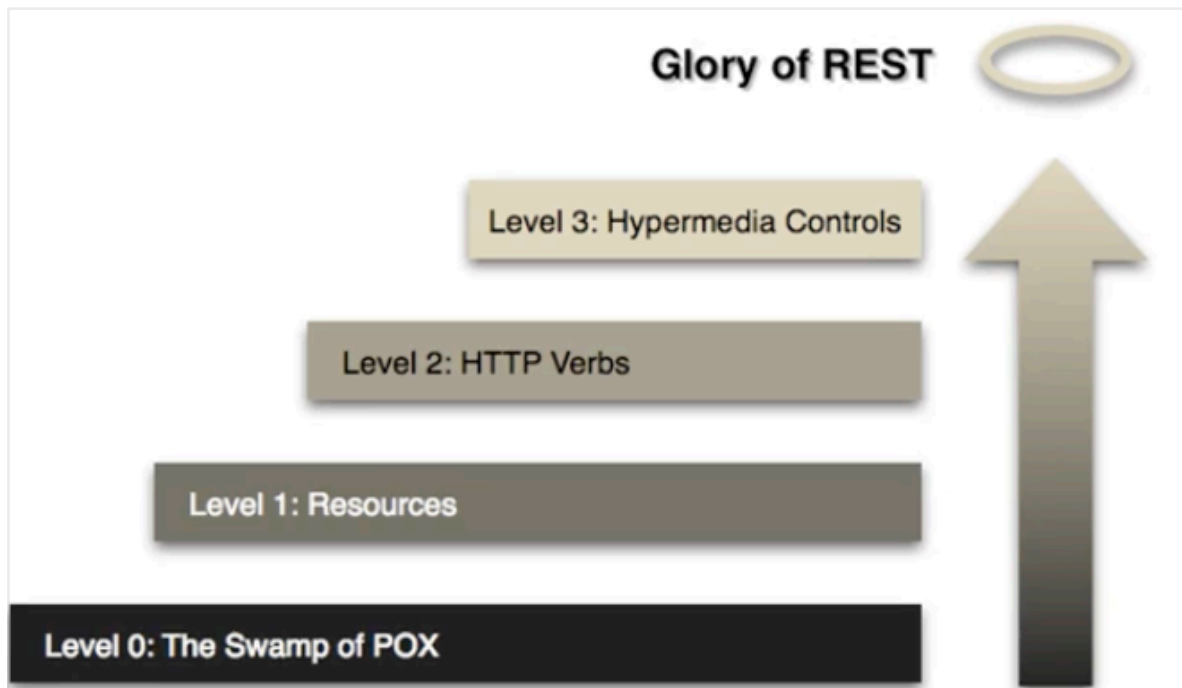 Glory of REST
Level 3: Hypermedia Controls
Level 2: HTTP Verbs
Level 1: Resources
Level 0: The Swamp of POX